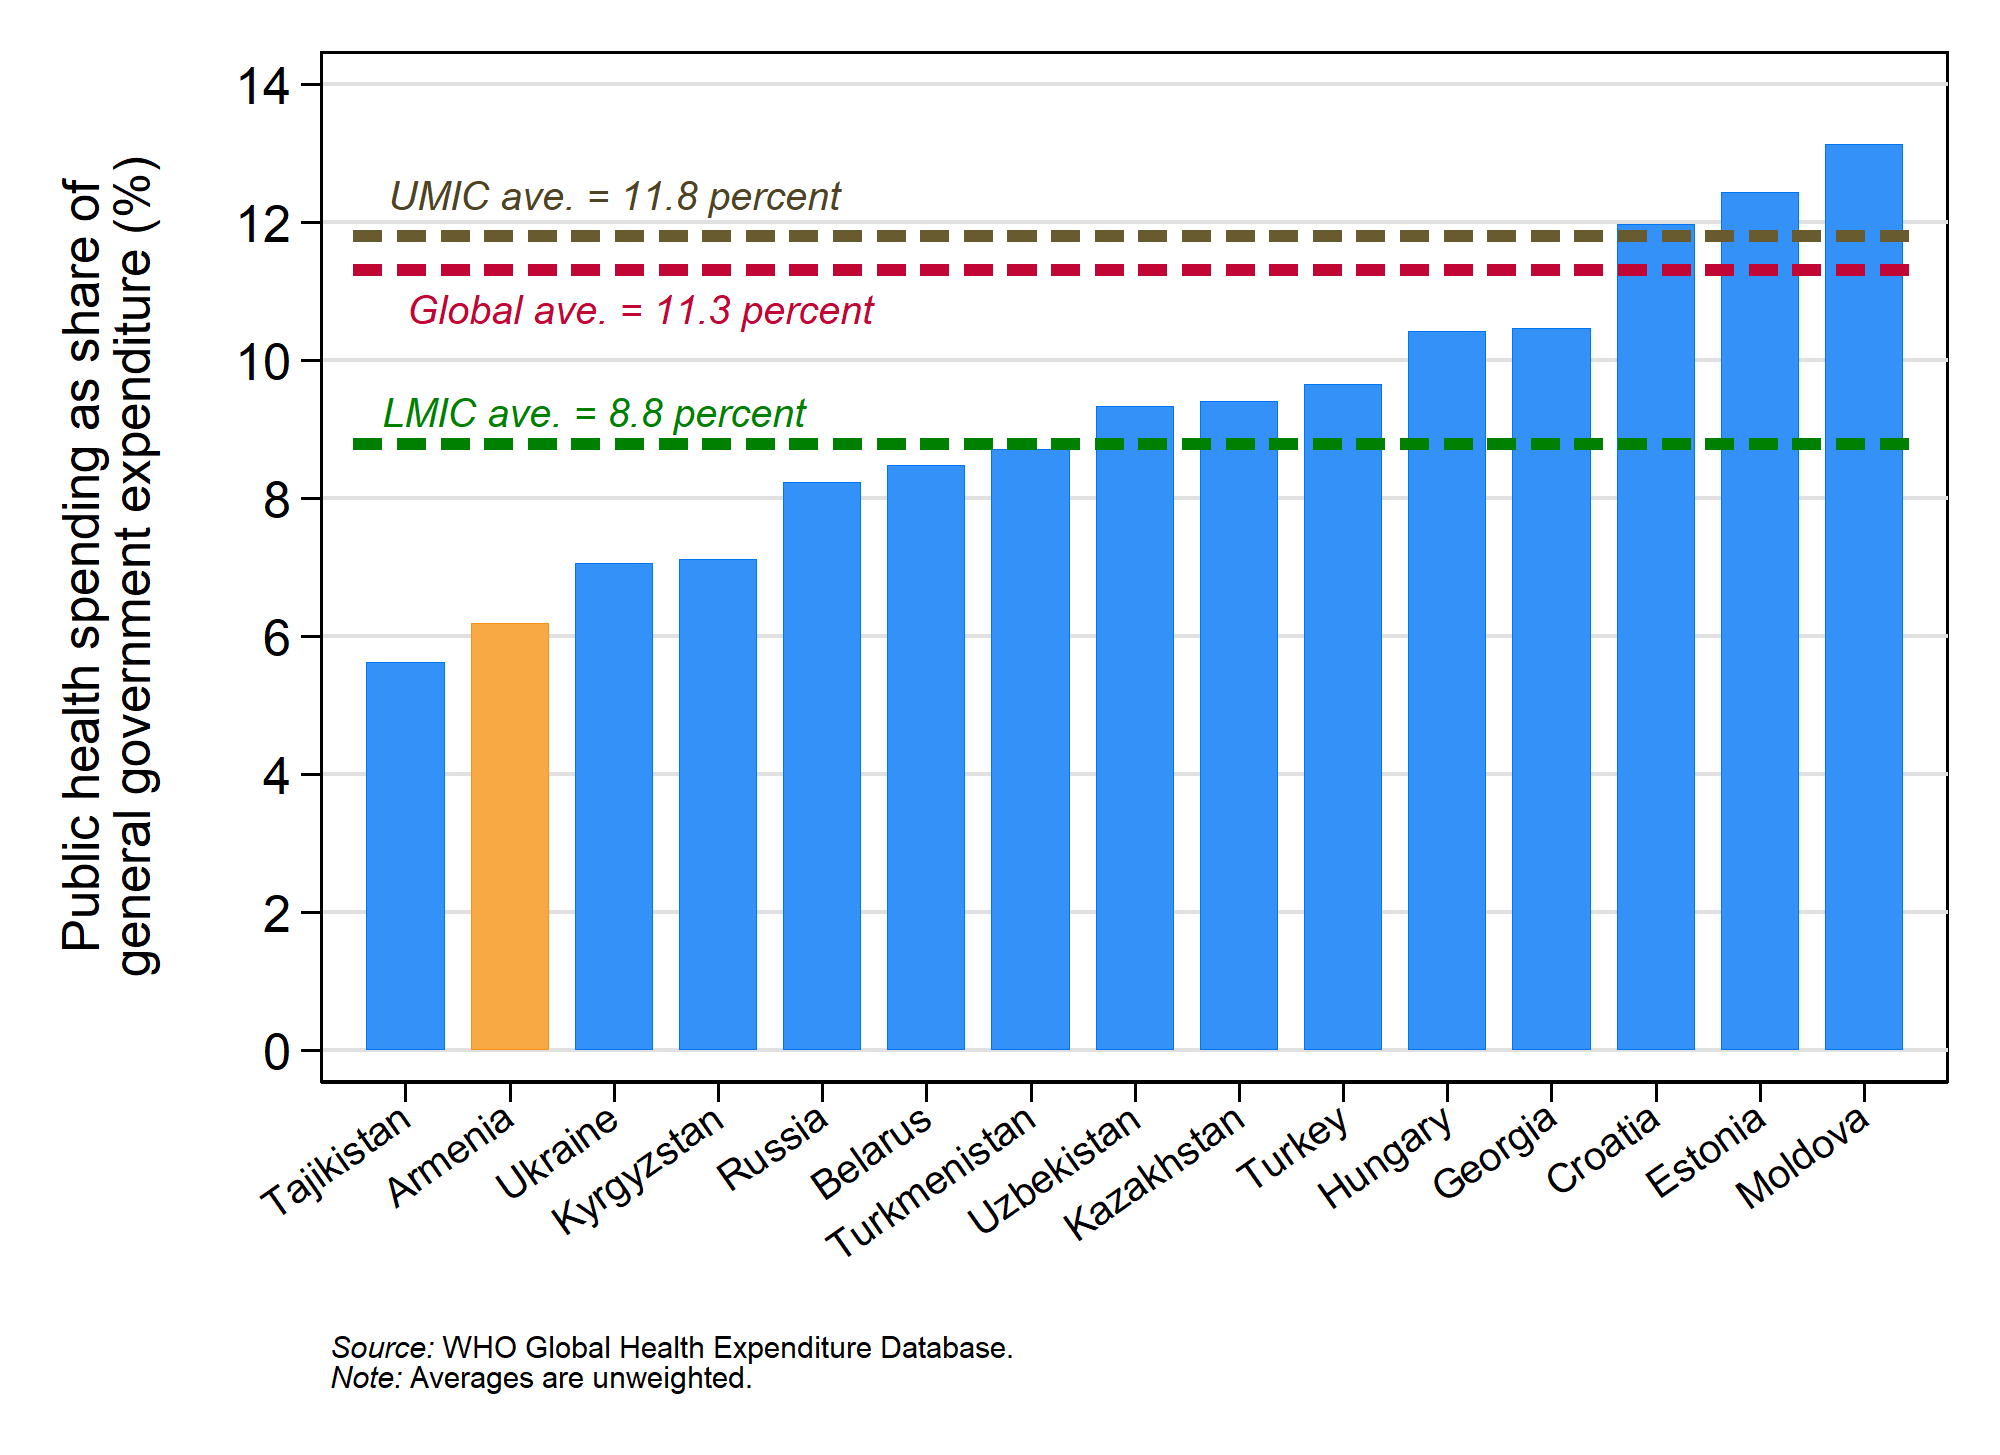 Public health spending as share of
general government expenditure (%)
14
12
10
8
6
4
2
0
UMIC ave. = 11.8 percent
Global ave. = 11.3 percent
LMIC ave. = 8.8 percent
Tajikistan
Armenia
Ukraine
Kyrgyzstan
Russia
Belarus
Turkmenistan
Uzbekistan
Kazakhstan
Turkey
Hungary
Georgia
Croatia
Estonia
Moldova
Source: WHO Global Health Expenditure Database.
Note: Averages are unweighted.